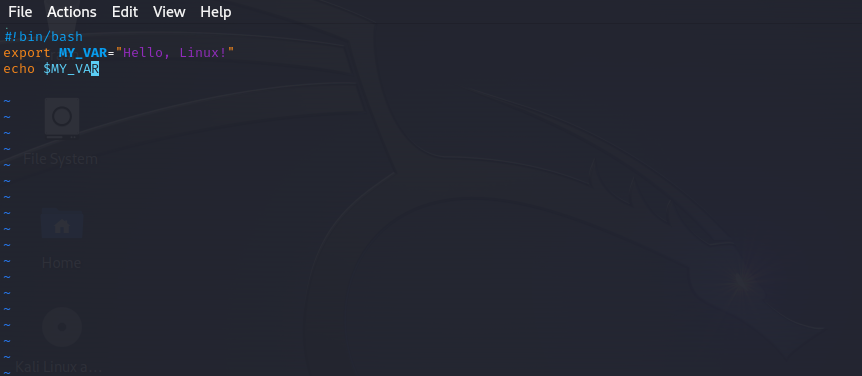 File Actions Edit View Help
#!bin/bash
export MY_VAR="Hello, Linux!"
echo $MY_VAR
~
~
~
~
File System
~
~
~
~
~
~
Home
~
~
~
~
~
~
Kali Linux a...
~
~